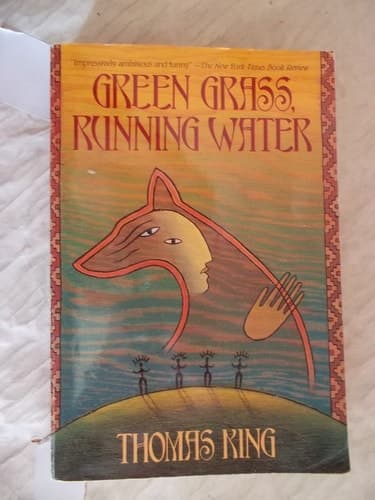 "Impressively ambitious and funny" —The New York Times Book Review
GREEN GRASS,
RUNNING WATER
THOMAS KING